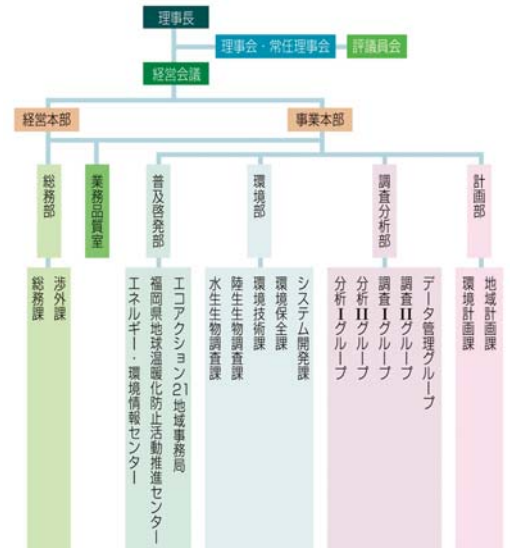 理事長
理事会・常任理事会
評議員会
経営会議
経営本部
事業本部
総務部
業務品質室
普及啓発部
環境部
調査分析部
計画部
渉外課
総務課
エコアクション21地域事務局
福岡県地球温暖化防止活動推進センター
エネルギー・環境情報センター
システム開発課
環境保全課
環境技術課
陸生生物調査課
水生生物調査課
データ管理グループ
調査Ⅱグループ
調査Ⅰグループ
分析Ⅱグループ
分析Ⅰグループ
地域計画課
環境計画課